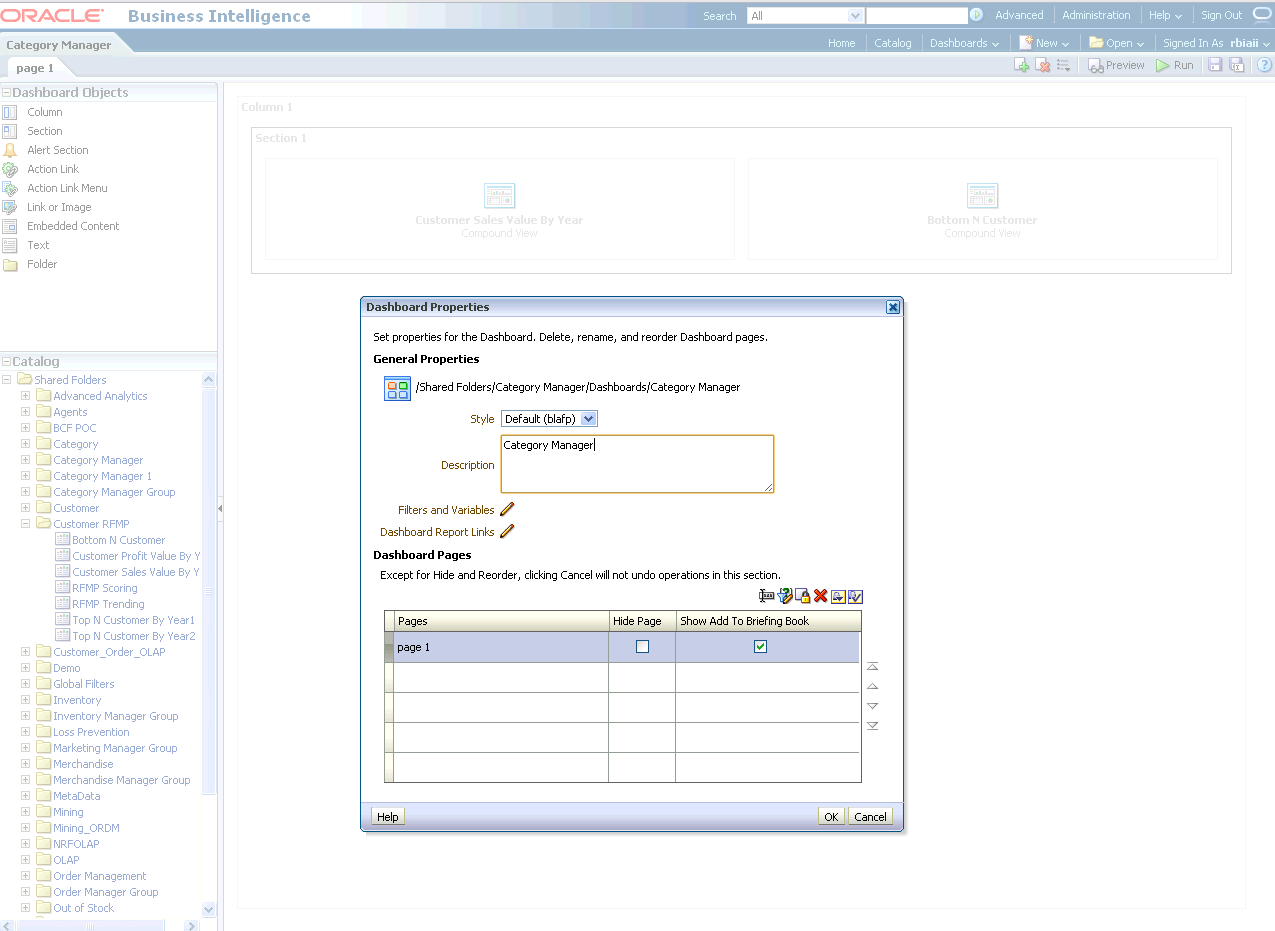 ORACLE Business Intelligence
Search All Advanced Administration Help Sign Out
Category Manager
Home Catalog Dashboards New Open Signed In As rbiaii
page 1
Preview Run
Dashboard Objects
Column
Section
Alert Section
Action Link
Action Link Menu
Link or Image
Embedded Content
Text
Folder
Catalog
Shared Folders
Advanced Analytics
Agents
BCF POC
Category
Category Manager
Category Manager 1
Category Manager Group
Customer
Customer RFMP
Bottom N Customer
Customer Profit Value By Y
Customer Sales Value By Y
RFMP Scoring
RFMP Trending
Top N Customer By Year1
Top N Customer By Year2
Customer_Order_OLAP
Demo
Global Filters
Inventory
Inventory Manager Group
Loss Prevention
Marketing Manager Group
Merchandise
Merchandise Manager Group
MetaData
Mining
Mining_ORDM
NRFOLAP
OLAP
Order Management
Order Manager Group
Out of Stock
Column 1
Section 1
Customer Sales Value By Year
Compound View
Bottom N Customer
Compound View
Dashboard Properties
Set properties for the Dashboard. Delete, rename, and reorder Dashboard pages.
General Properties
/Shared Folders/Category Manager/Dashboards/Category Manager
Style Default (blafp)
Description Category Manager
Filters and Variables
Dashboard Report Links
Dashboard Pages
Except for Hide and Reorder, clicking Cancel will not undo operations in this section.
Pages Hide Page Show Add To Briefing Book
page 1
Help OK Cancel